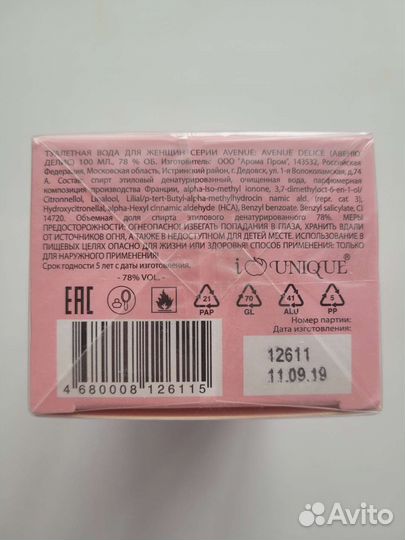 ТУАЛЕТНАЯ ВОДА ДЛЯ ЖЕНЩИН СЕРИИ AVENUE: AVENUE DELICE (АВЕНЮ
ДЕЛИС) 100 МЛ., 78 % ОБ. Изготовитель: ООО "Арома Пром", 143532, Российская
Федерация, Московская область, Истринский район, г. Дедовск, ул. 1-я Волоколамская, д.74
А. Состав: спирт этиловый денатурированный, очищенная вода, парфюмерная
композиция производства Франции, alpha-Iso-methyl ionone, 3,7-dimethyloct-6-en-1-ol/
Citronnellol, Linalool, Lilial/p-tert-Butyl-alpha-methylhydrocin namic ald. (repr. cat 3),
Hydroxycitronellal, alpha-Hexyl cinnamic aldehyde (HCA), Benzyl benzoate, Benzyl salicylate, CI
14720. Объемная доля спирта этилового денатурированного 78%. МЕРЫ
ПРЕДОСТОРОЖНОСТИ: ОГНЕОПАСНО! ИЗБЕГАТЬ ПОПАДАНИЯ В ГЛАЗА, ХРАНИТЬ ВДАЛИ
ОТ ИСТОЧНИКОВ ОГНЯ, А ТАКЖЕ В НЕДОСТУПНОМ ДЛЯ ДЕТЕЙ МЕСТЕ. ИСПОЛЬЗОВАНИЕ В
ПИЩЕВЫХ ЦЕЛЯХ ОПАСНО ДЛЯ ЖИЗНИ ИЛИ ЗДОРОВЬЯ! СРЕДСТВО ПРИМЕНЯТЬ ТОЛЬКО
ДЛЯ НАРУЖНОГО ПРИМЕНЕНИЯ!
Срок годности 5 лет с даты изготовления.
i UNIQUE
- 78% VOL. -
EAC
21 70 41 5
PAP GL ALU PP
Номер партии:
Дата изготовления:
12611
11.09.19
4 680008 126115
Avito